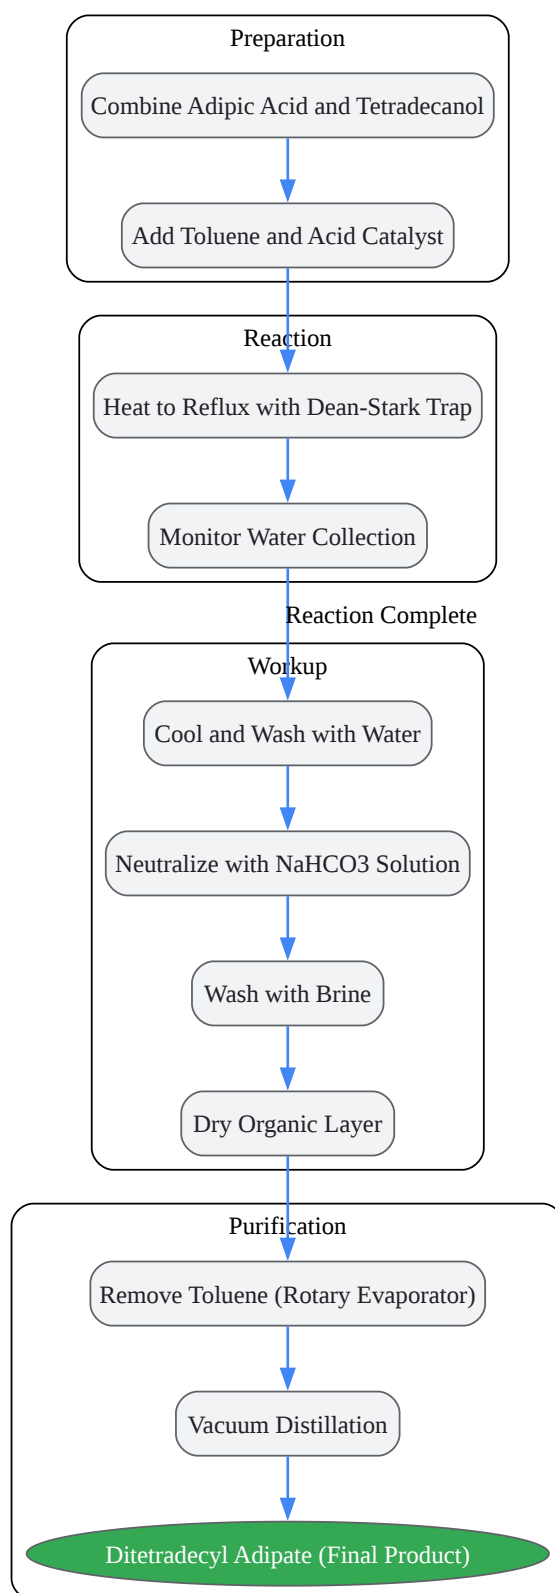 Preparation
Combine Adipic Acid and Tetradecanol
Add Toluene and Acid Catalyst
Reaction
Heat to Reflux with Dean-Stark Trap
Monitor Water Collection
Reaction Complete
Workup
Cool and Wash with Water
Neutralize with NaHCO3 Solution
Wash with Brine
Dry Organic Layer
Purification
Remove Toluene (Rotary Evaporator)
Vacuum Distillation
Ditetradecyl Adipate (Final Product)